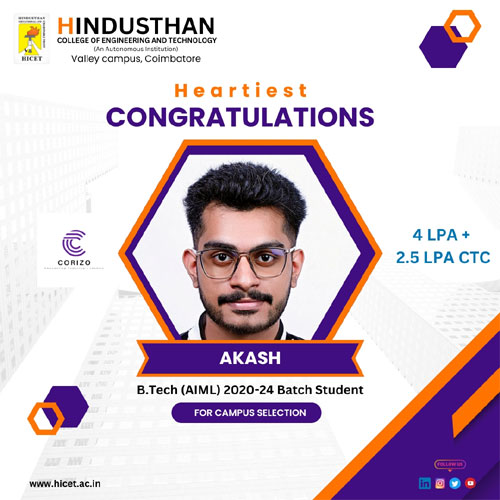 HINDUSTHAN
COLLEGE OF ENGINEERING AND TECHNOLOGY
(An Autonomous Institution)
Valley campus, Coimbatore
HICET
Heartiest
CONGRATULATIONS
CORIZO
4 LPA +
2.5 LPA CTC
AKASH
B.Tech (AIML) 2020-24 Batch Student
FOR CAMPUS SELECTION
FOLLOW US
www.hicet.ac.in